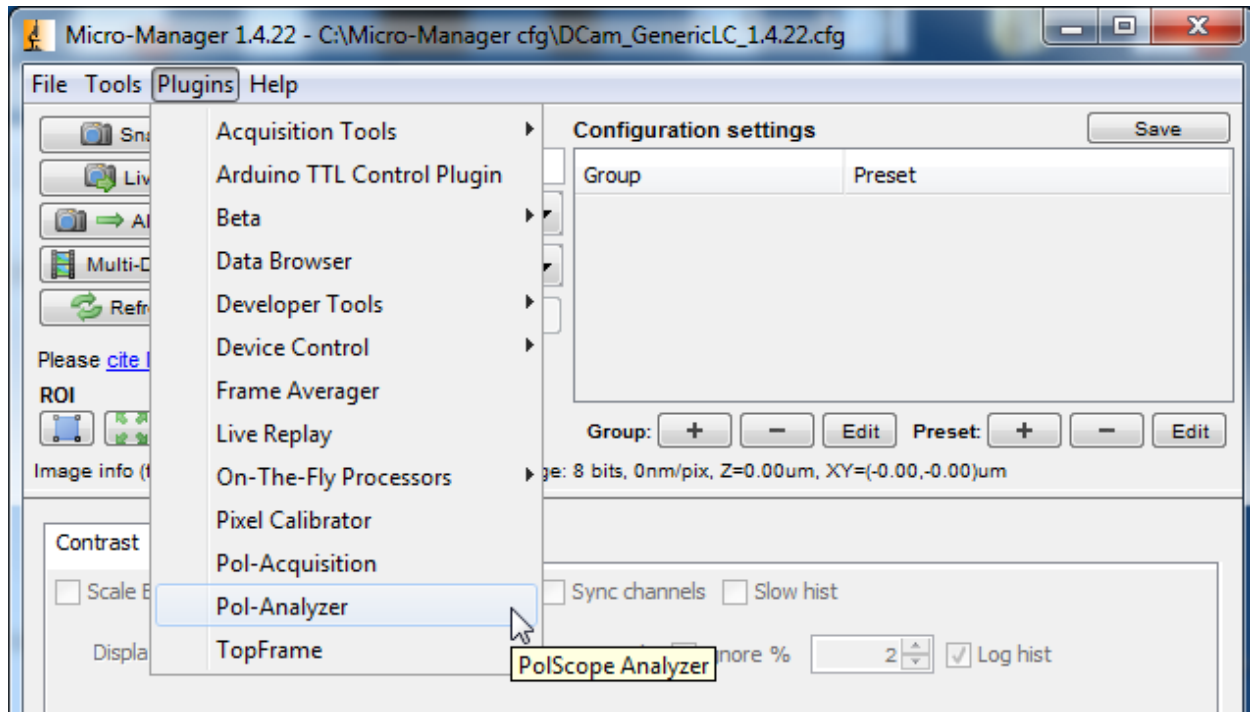 Micro-Manager 1.4.22 - C:\Micro-Manager cfg\DCam_GenericLC_1.4.22.cfg
File Tools Plugins Help
Acquisition Tools
Arduino TTL Control Plugin
Beta
Data Browser
Developer Tools
Device Control
Frame Averager
Live Replay
On-The-Fly Processors
Pixel Calibrator
Pol-Acquisition
Pol-Analyzer
TopFrame
PolScope Analyzer
Configuration settings Save
Group Preset
Group: + − Edit Preset: + − Edit
Multi-D
Please cite
ROI
Image info
8 bits, 0nm/pix, Z=0.00um, XY=(-0.00,-0.00)um
Contrast
Scale
Sync channels Slow hist
% 2 Log hist